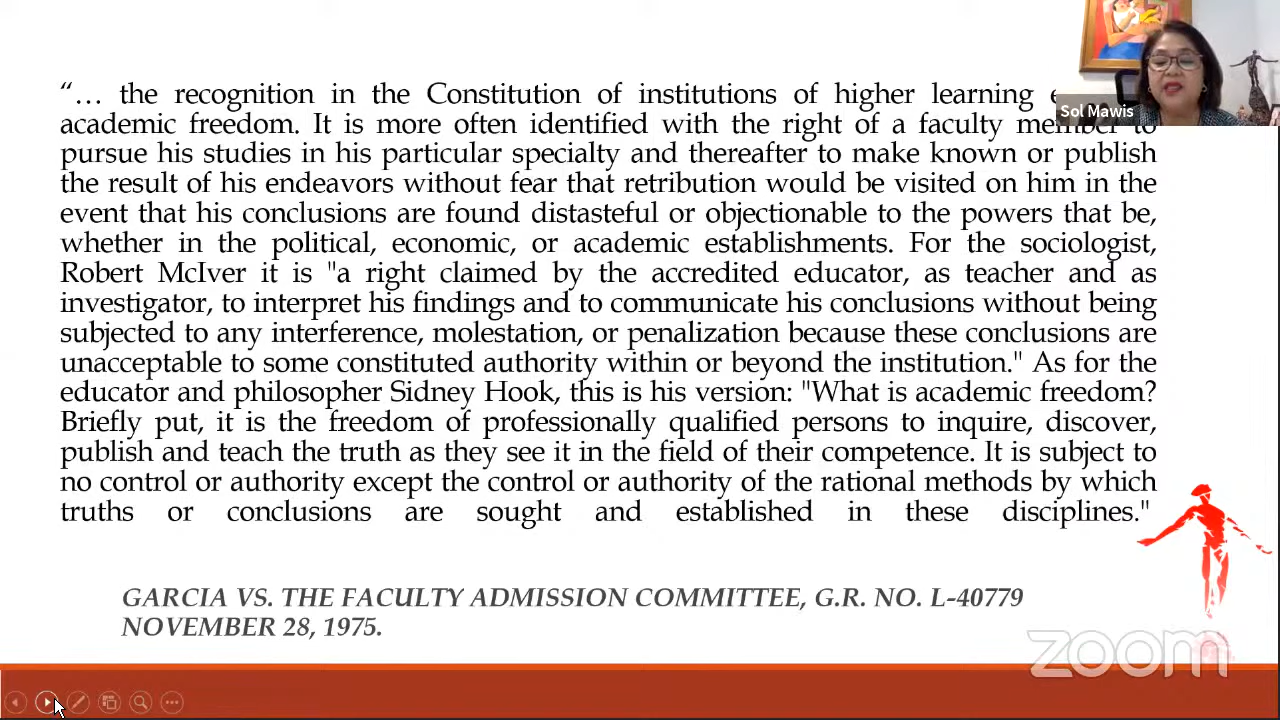 “… the recognition in the Constitution of institutions of higher learning
academic freedom. It is more often identified with the right of a faculty member to
pursue his studies in his particular specialty and thereafter to make known or publish
the result of his endeavors without fear that retribution would be visited on him in the
event that his conclusions are found distasteful or objectionable to the powers that be,
whether in the political, economic, or academic establishments. For the sociologist,
Robert McIver it is "a right claimed by the accredited educator, as teacher and as
investigator, to interpret his findings and to communicate his conclusions without being
subjected to any interference, molestation, or penalization because these conclusions are
unacceptable to some constituted authority within or beyond the institution." As for the
educator and philosopher Sidney Hook, this is his version: "What is academic freedom?
Briefly put, it is the freedom of professionally qualified persons to inquire, discover,
publish and teach the truth as they see it in the field of their competence. It is subject to
no control or authority except the control or authority of the rational methods by which
truths or conclusions are sought and established in these disciplines."
Sol Mawis
GARCIA VS. THE FACULTY ADMISSION COMMITTEE, G.R. NO. L-40779
NOVEMBER 28, 1975.
zoom